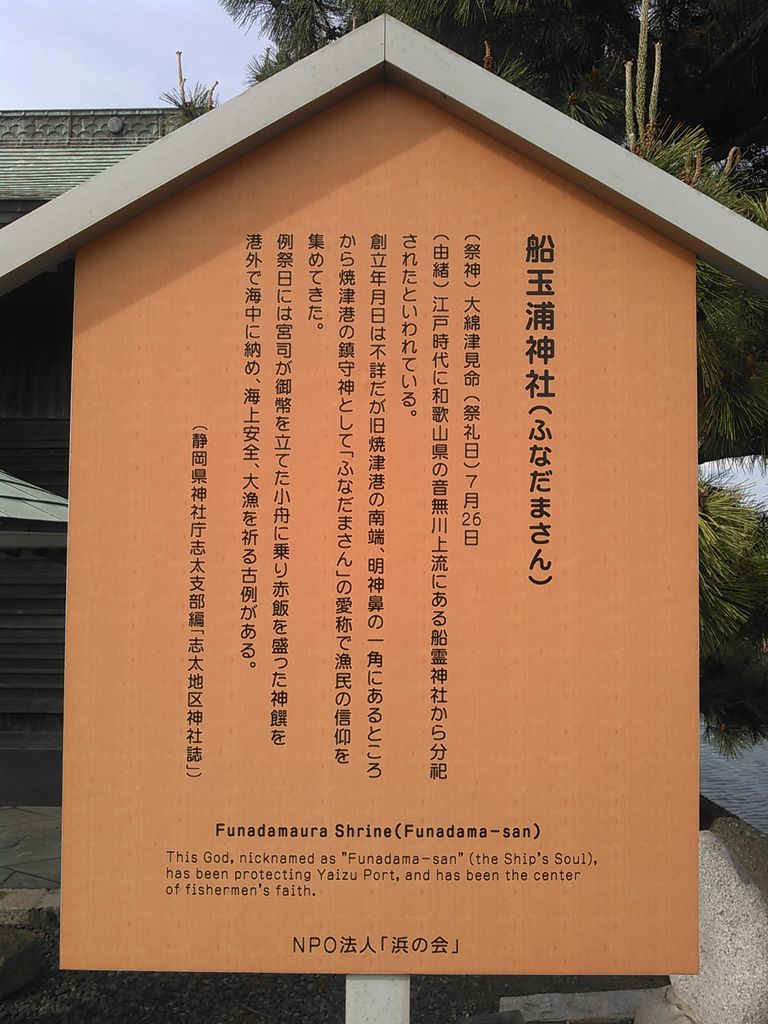 船玉浦神社(ふなだまさん)
(祭神)大綿津見命(祭礼日)7月26日
(由緒)江戸時代に和歌山県の音無川上流にある船霊神社から分祀
されたといわれている。
創立年月日は不詳だが旧焼津港の南端、明神鼻の一角にあるところ
から焼津港の鎮守神として「ふなだまさん」の愛称で漁民の信仰を
集めてきた。
例祭日には宮司が御幣を立てた小舟に乗り赤飯を盛った神饌を
港外で海中に納め、海上安全、大漁を祈る古例がある。
(静岡県神社庁志太支部編「志太地区神社誌」)
Funadamaura Shrine(Funadama-san)
This God, nicknamed as "Funadama-san" (the Ship's Soul),
has been protecting Yaizu Port, and has been the center
of fishermen's faith.
NPO法人「浜の会」